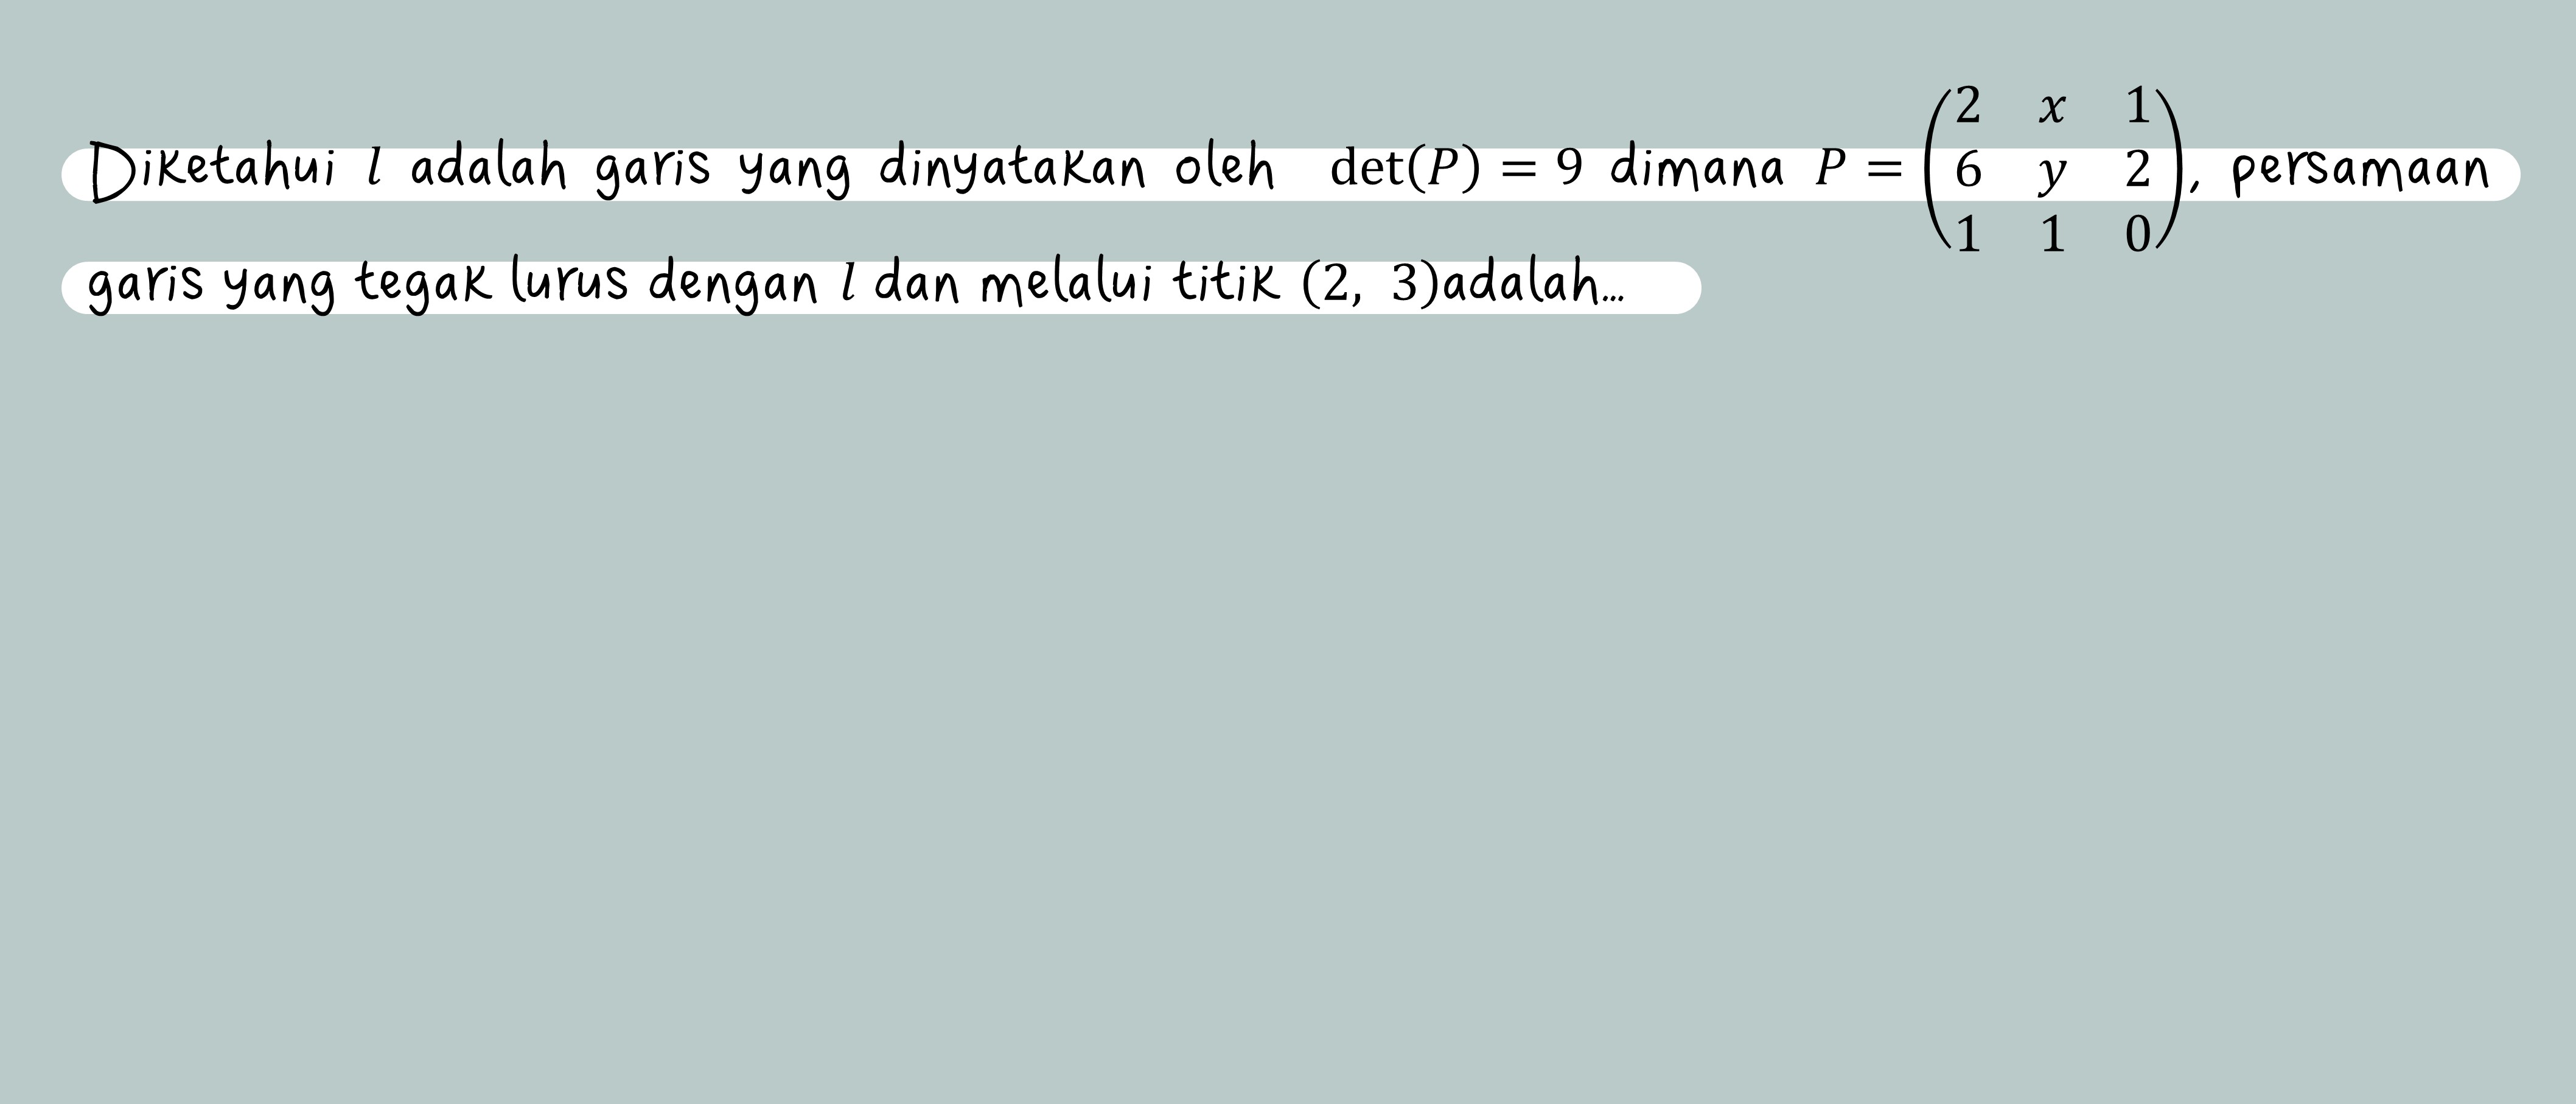 Diketahui l adalah garis yang dinyatakan oleh det(P) = 9 dimana P = \begin{pmatrix} 2 & x & 1 \\ 6 & y & 2 \\ 1 & 1 & 0 \end{pmatrix}, persamaan
garis yang tegak lurus dengan l dan melalui titik (2, 3)adalah...